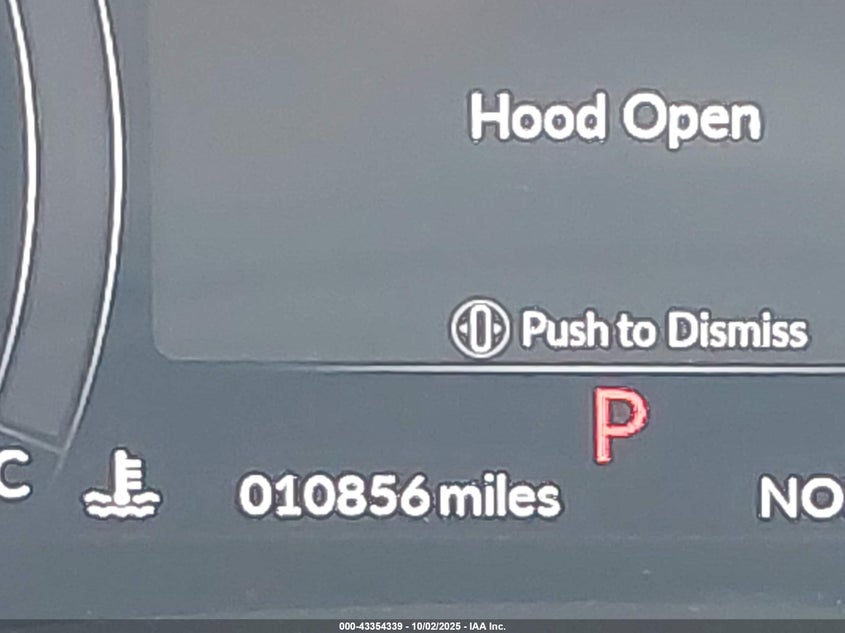 Hood Open
Push to Dismiss
P
C
010856 miles
NO
000-43354339 - 10/02/2025 - IAA Inc.